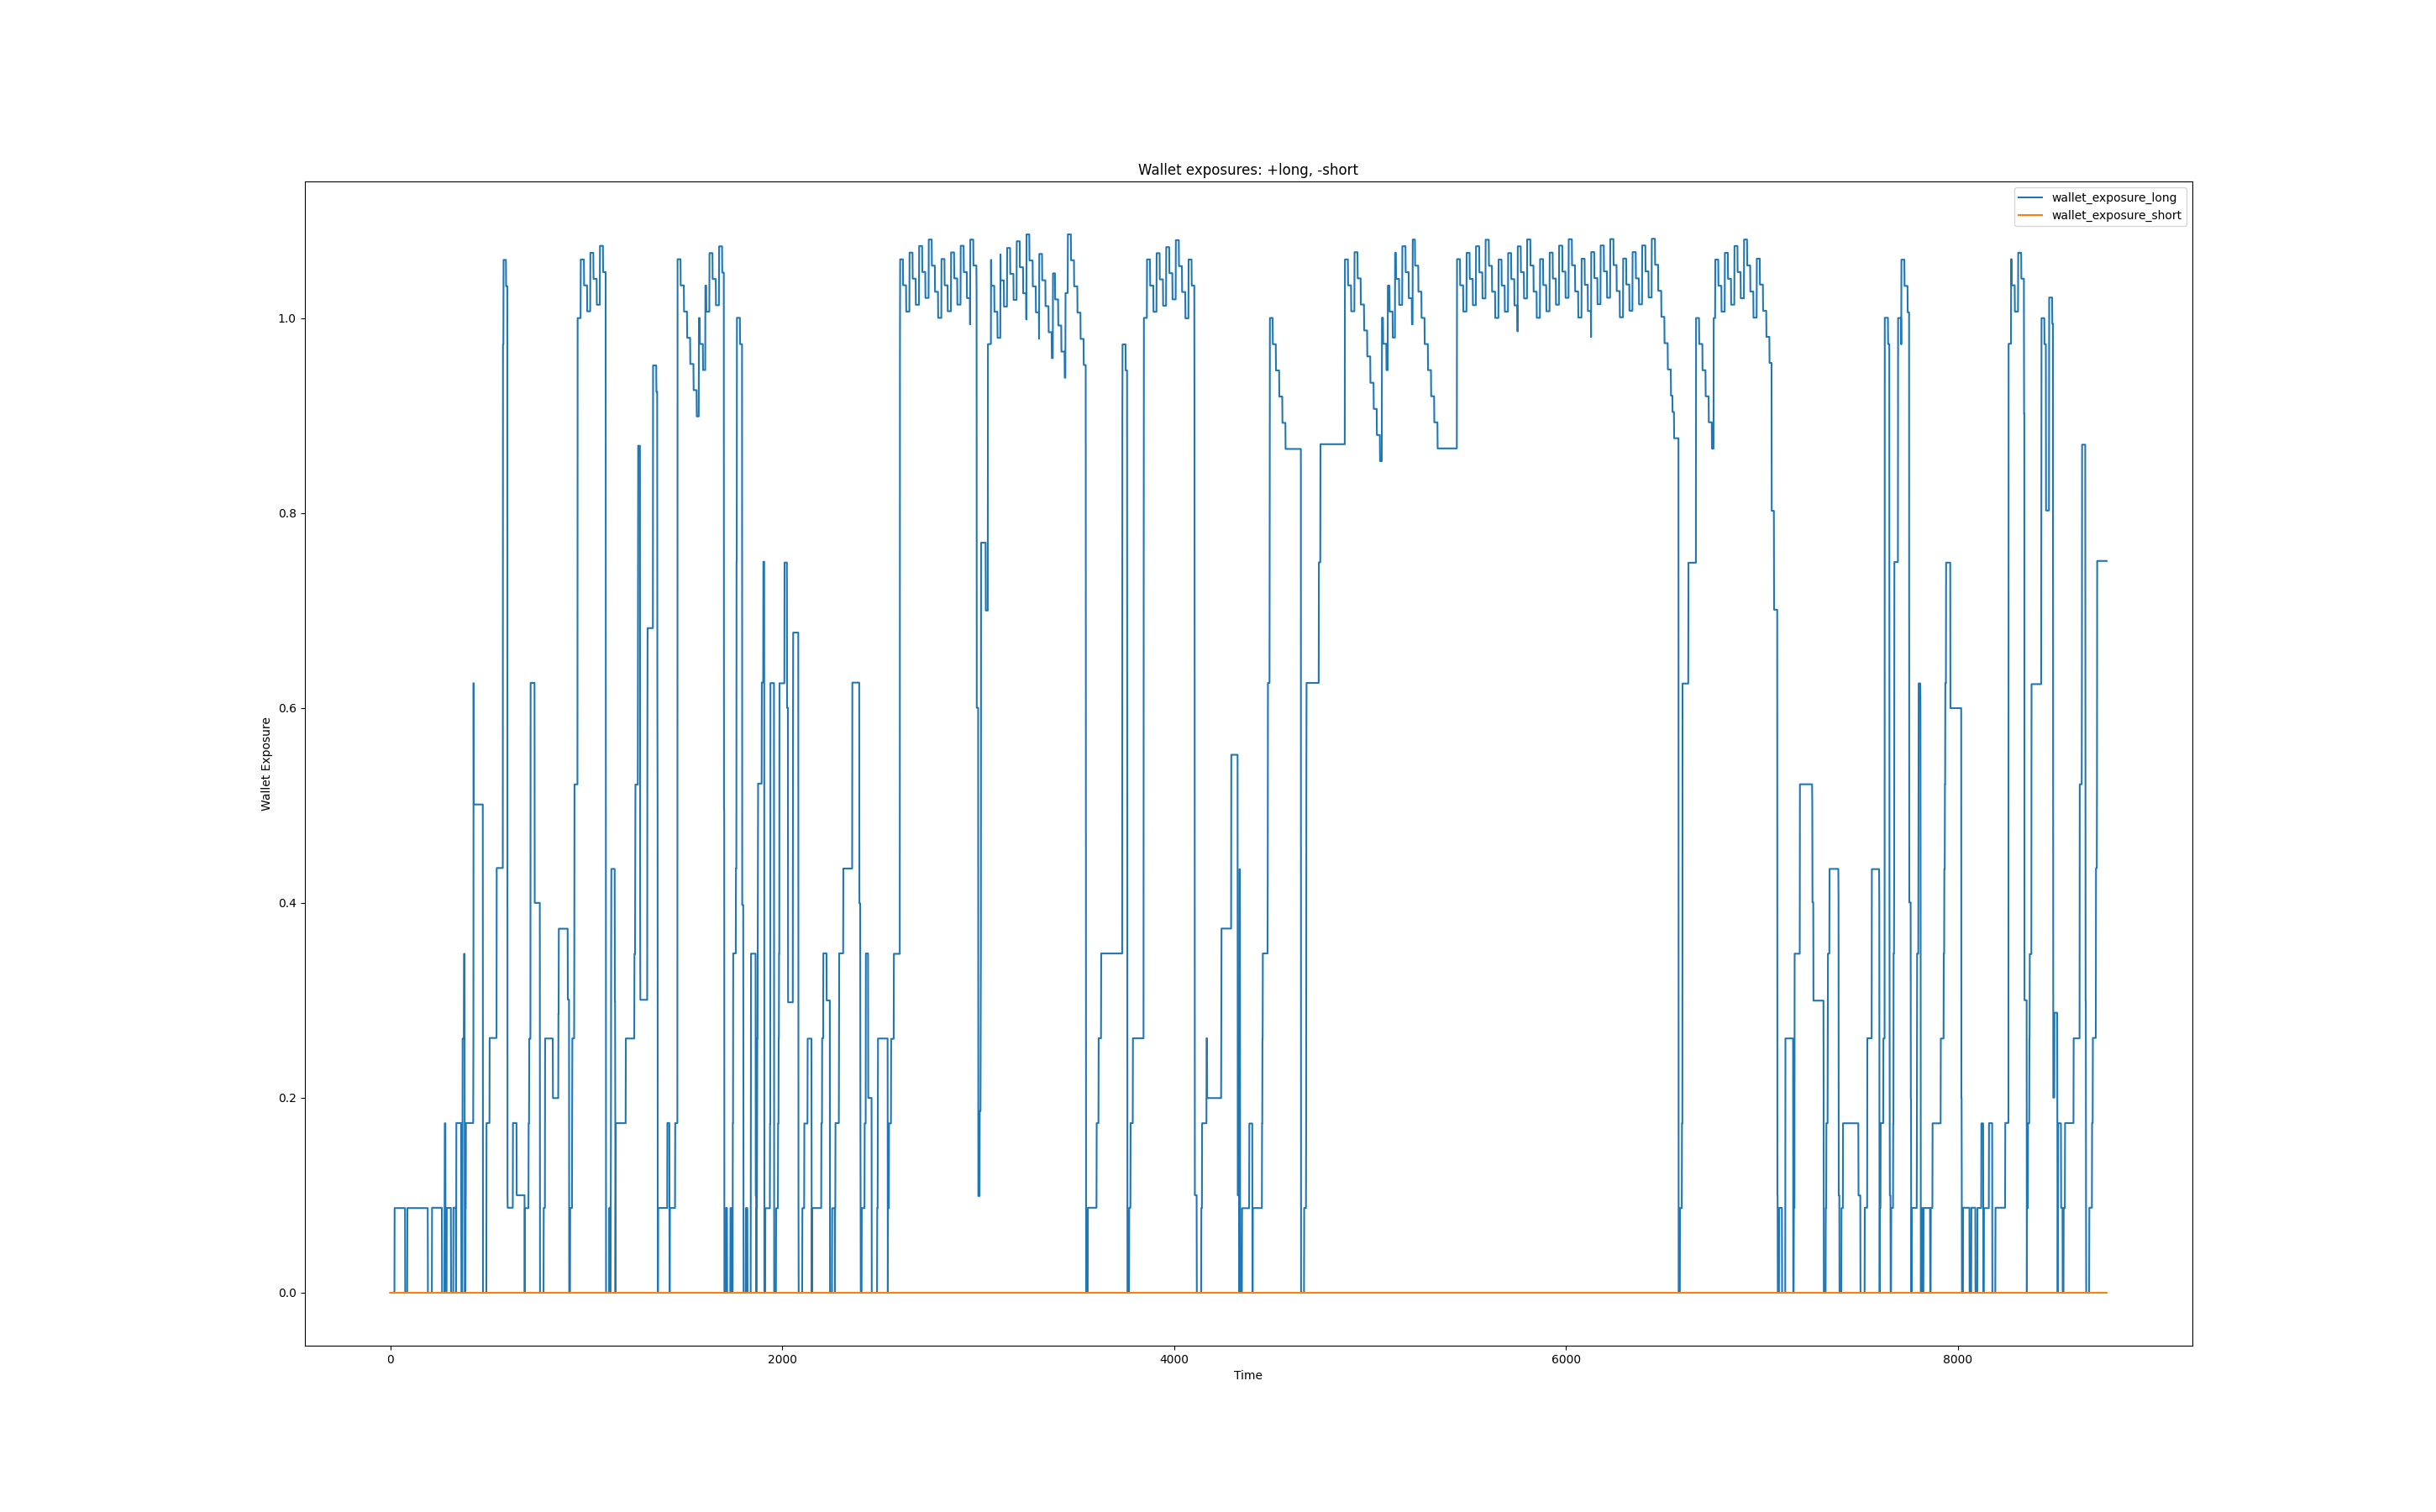 Wallet exposures: +long, -short
wallet_exposure_long
wallet_exposure_short
1.0
0.8
0.6
0.4
0.2
0.0
Wallet Exposure
0
2000
4000
6000
8000
Time